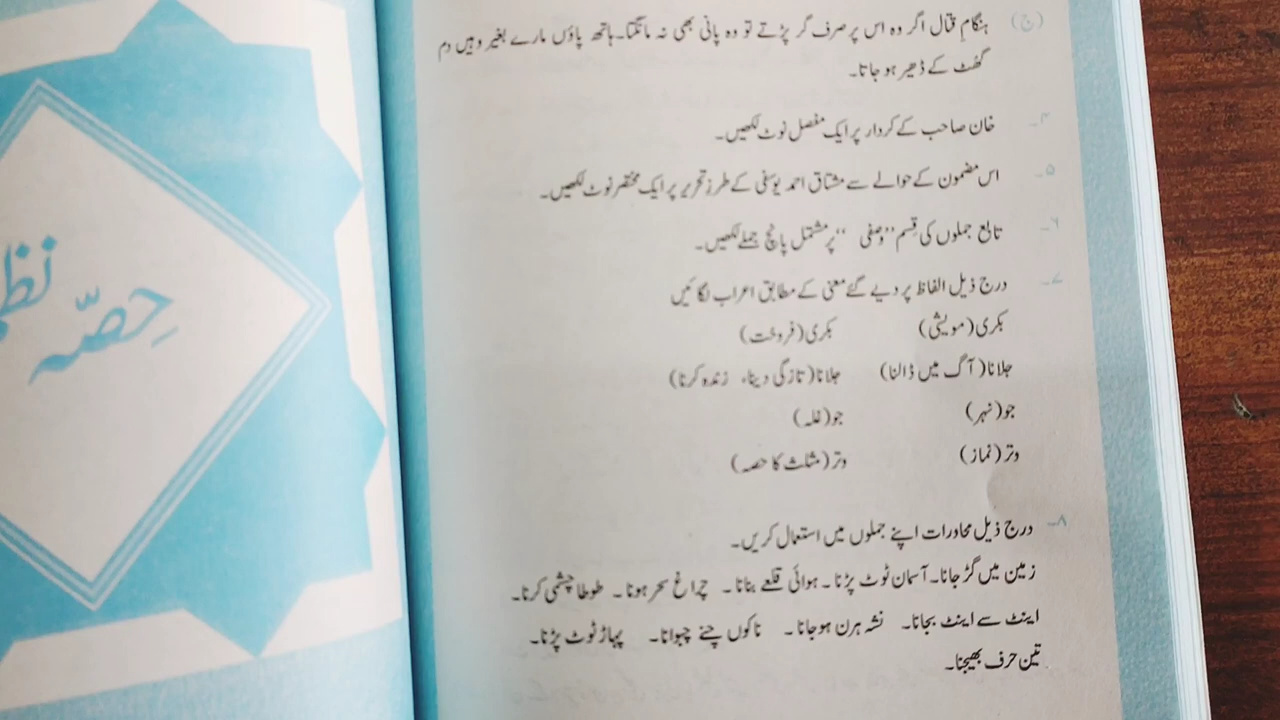 حِصّہ
(ج) ہنگامِ قتال اگر وہ اس پر صرف گر پڑتے تو وہ پانی بھی نہ مانگتا۔ ہاتھ پاؤں مارے بغیر وہیں دم
گھٹ کے ڈھیر ہو جاتا۔
۴۔ خان صاحب کے کردار پر ایک مفصل نوٹ لکھیں۔
۵۔ اس مضمون کے حوالے سے مشتاق احمد یوسفی کے طرز تحریر پر ایک مختصر نوٹ لکھیں۔
۶۔ تابع جملوں کی قِسم ”وصفی“ پر مشتمل پانچ جملے لکھیں۔
۷۔ درج ذیل الفاظ پر دیے گئے معنی کے مطابق اعراب لگائیں
بکری (مویشی) بکری (فروخت)
جلانا (آگ میں ڈالنا) جلانا (تازگی دینا، زندہ کرنا)
جو (نہر) جو (غلہ)
وتر (نماز) وتر (مثلث کا حصہ)
۸۔ درج ذیل محاورات اپنے جملوں میں استعمال کریں۔
زمین میں گڑ جانا۔ آسمان ٹوٹ پڑنا۔ ہوائی قلعے بنانا۔ چراغ سحر ہونا۔ طوطا چشمی کرنا۔
اینٹ سے اینٹ بجانا۔ نشہ ہرن ہو جانا۔ ناکوں چنے چبوانا۔ پہاڑ ٹوٹ پڑنا۔
تین حرف بھیجنا۔